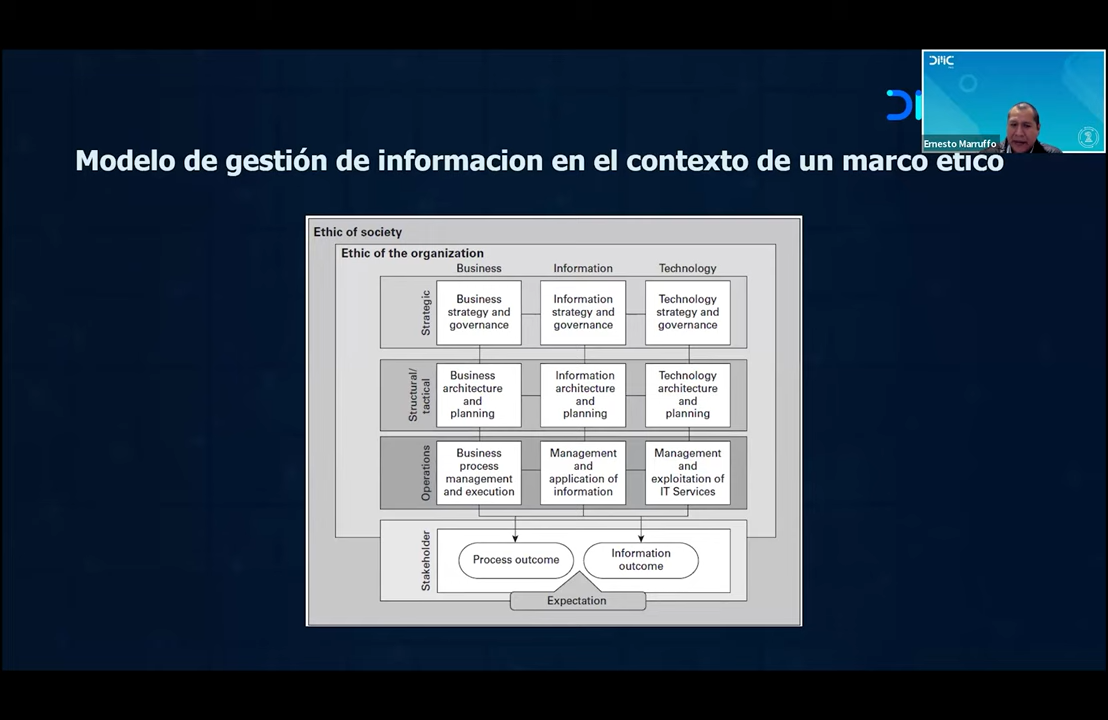 DMC
Ernesto Marruffo
Modelo de gestión de informacion en el contexto de un marco etico
Ethic of society
Ethic of the organization
Business
Information
Technology
Strategic
Business
strategy and
governance
Information
strategy and
governance
Technology
strategy and
governance
Structural/
tactical
Business
architecture
and
planning
Information
architecture
and
planning
Technology
architecture
and
planning
Operations
Business
process
management
and execution
Management
and
application of
information
Management
and
exploitation of
IT Services
Stakeholder
Process outcome
Information
outcome
Expectation